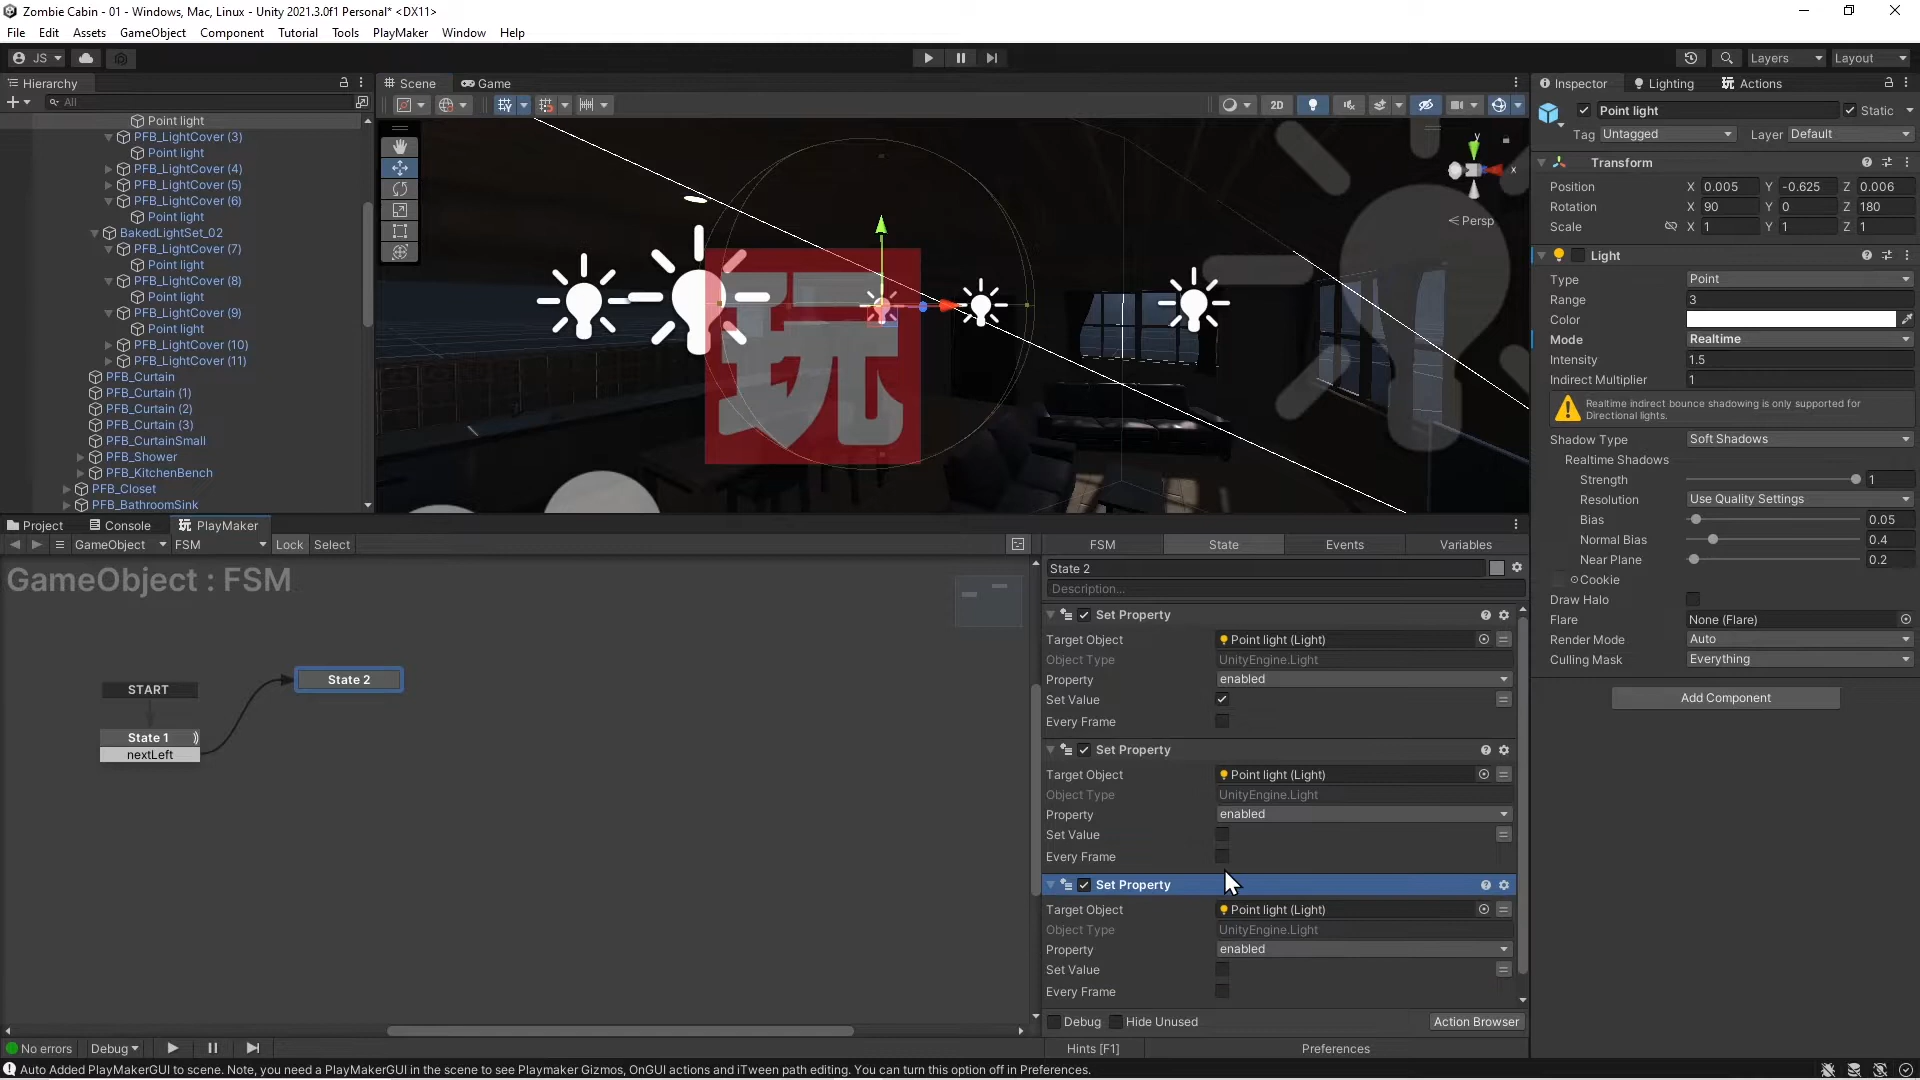 Zombie Cabin - 01 - Windows, Mac, Linux - Unity 2021.3.0f1 Personal* <DX11>
File Edit Assets GameObject Component Tutorial Tools PlayMaker Window Help
JS Layers Layout
Hierarchy
All
Point light
PFB_LightCover (3)
Point light
PFB_LightCover (4)
PFB_LightCover (5)
PFB_LightCover (6)
Point light
BakedLightSet_02
PFB_LightCover (7)
Point light
PFB_LightCover (8)
Point light
PFB_LightCover (9)
Point light
PFB_LightCover (10)
PFB_LightCover (11)
PFB_Curtain
PFB_Curtain (1)
PFB_Curtain (2)
PFB_Curtain (3)
PFB_CurtainSmall
PFB_Shower
PFB_KitchenBench
PFB_Closet
PFB_BathroomSink
Scene Game
2D
y
x
< Persp
玩
Inspector Lighting Actions
Point light Static
Tag Untagged Layer Default
Transform
Position X 0.005 Y -0.625 Z 0.006
Rotation X 90 Y 0 Z 180
Scale X 1 Y 1 Z 1
Light
Type Point
Range 3
Color
Mode Realtime
Intensity 1.5
Indirect Multiplier 1
Realtime indirect bounce shadowing is only supported for
Directional lights.
Shadow Type Soft Shadows
Realtime Shadows
Strength 1
Resolution Use Quality Settings
Bias 0.05
Normal Bias 0.4
Near Plane 0.2
Cookie
Draw Halo
Flare None (Flare)
Render Mode Auto
Culling Mask Everything
Add Component
Project Console PlayMaker
GameObject FSM Lock Select
GameObject : FSM
START
State 1
nextLeft
State 2
FSM State Events Variables
State 2
Description...
Set Property
Target Object Point light (Light)
Object Type UnityEngine.Light
Property enabled
Set Value
Every Frame
Set Property
Target Object Point light (Light)
Object Type UnityEngine.Light
Property enabled
Set Value
Every Frame
Set Property
Target Object Point light (Light)
Object Type UnityEngine.Light
Property enabled
Set Value
Every Frame
Debug Hide Unused Action Browser
No errors Debug Hints [F1] Preferences
Auto Added PlayMakerGUI to scene. Note, you need a PlayMakerGUI in the scene to see Playmaker Gizmos, OnGUI actions and iTween path editing. You can turn this option off in Preferences.